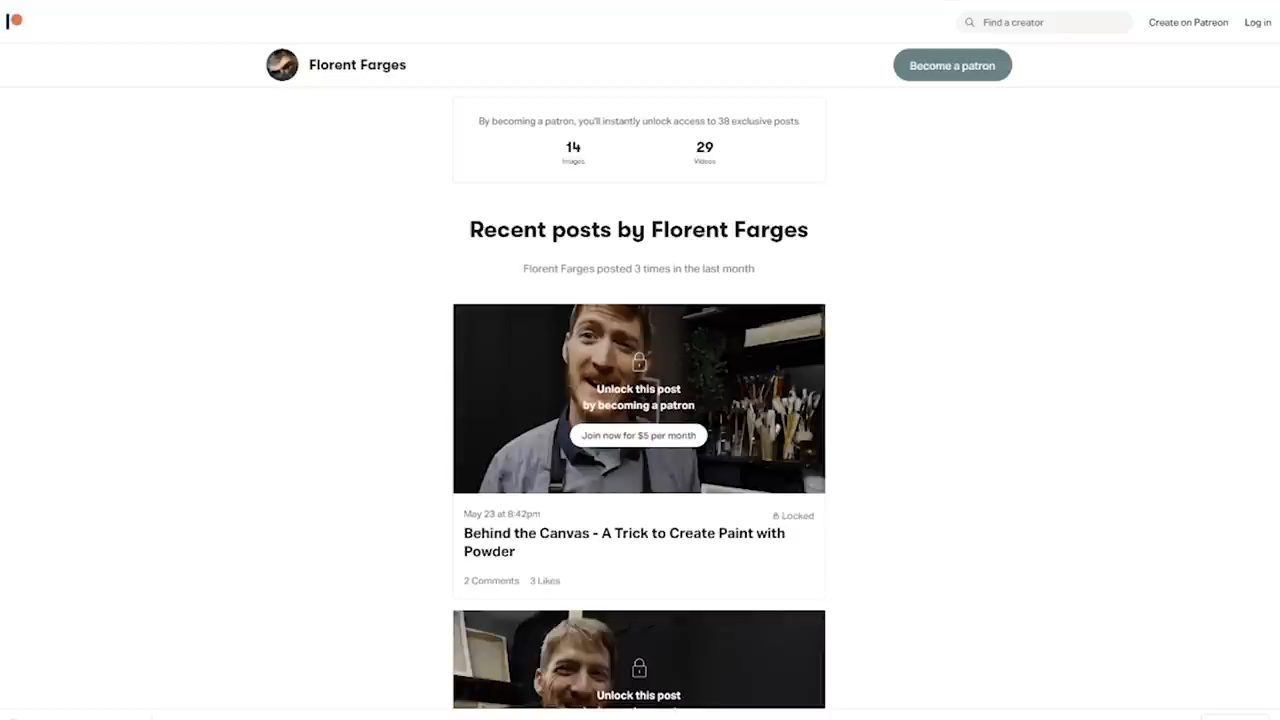 Find a creator
Create on Patreon
Log in
Florent Farges
Become a patron
By becoming a patron, you'll instantly unlock access to 38 exclusive posts
14
29
Images
Videos
Recent posts by Florent Farges
Florent Farges posted 3 times in the last month
Unlock this post
by becoming a patron
Join now for $5 per month
May 23 at 8:42pm
Locked
Behind the Canvas - A Trick to Create Paint with
Powder
2 Comments 3 Likes
Unlock this post